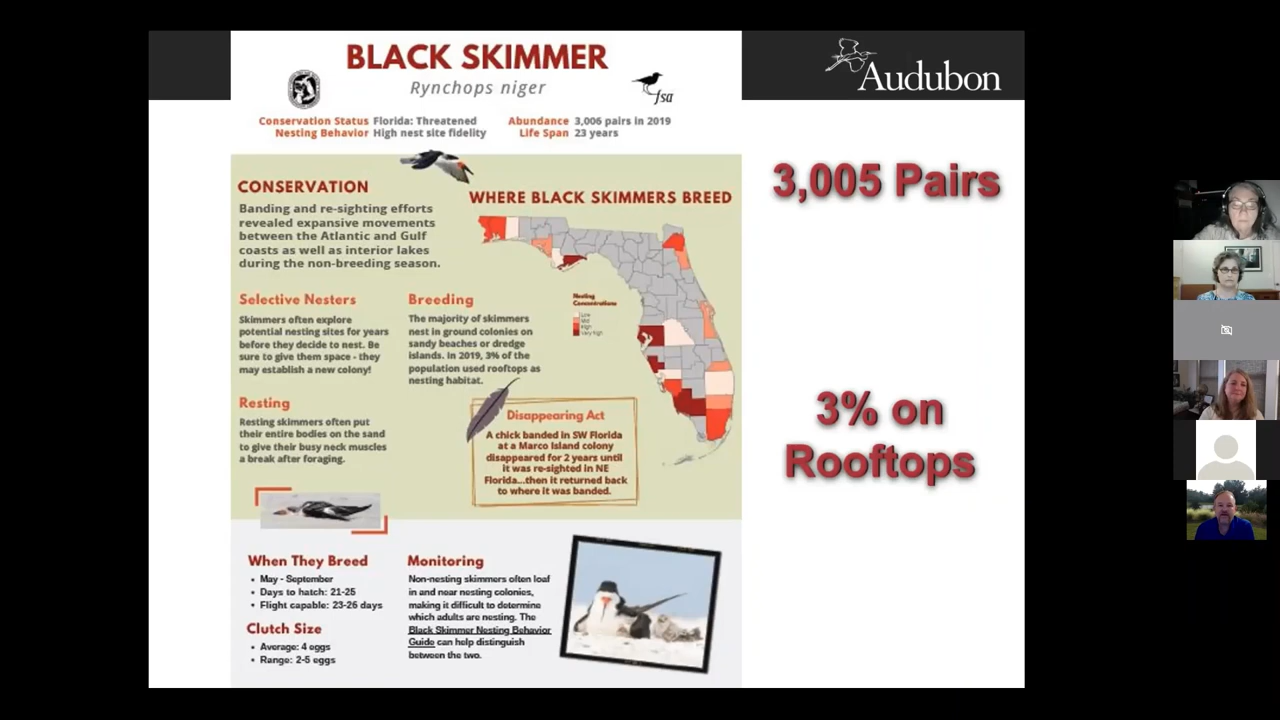 BLACK SKIMMER
Rynchops niger
fsa
Conservation Status Florida: Threatened
Nesting Behavior High nest site fidelity
Abundance 3,006 pairs in 2019
Life Span 23 years
Audubon
CONSERVATION
Banding and re-sighting efforts
revealed expansive movements
between the Atlantic and Gulf
coasts as well as interior lakes
during the non-breeding season.
WHERE BLACK SKIMMERS BREED
Nesting
Concentrations
Low
Mid
High
Very high
Selective Nesters
Skimmers often explore
potential nesting sites for years
before they decide to nest. Be
sure to give them space - they
may establish a new colony!
Breeding
The majority of skimmers
nest in ground colonies on
sandy beaches or dredge
islands. In 2019, 3% of the
population used rooftops as
nesting habitat.
Resting
Resting skimmers often put
their entire bodies on the sand
to give their busy neck muscles
a break after foraging.
Disappearing Act
A chick banded in SW Florida
at a Marco Island colony
disappeared for 2 years until
it was re-sighted in NE
Florida...then it returned back
to where it was banded.
When They Breed
• May - September
• Days to hatch: 21-25
• Flight capable: 23-26 days
Clutch Size
• Average: 4 eggs
• Range: 2-5 eggs
Monitoring
Non-nesting skimmers often loaf
in and near nesting colonies,
making it difficult to determine
which adults are nesting. The
Black Skimmer Nesting Behavior
Guide can help distinguish
between the two.
3,005 Pairs
3% on
Rooftops